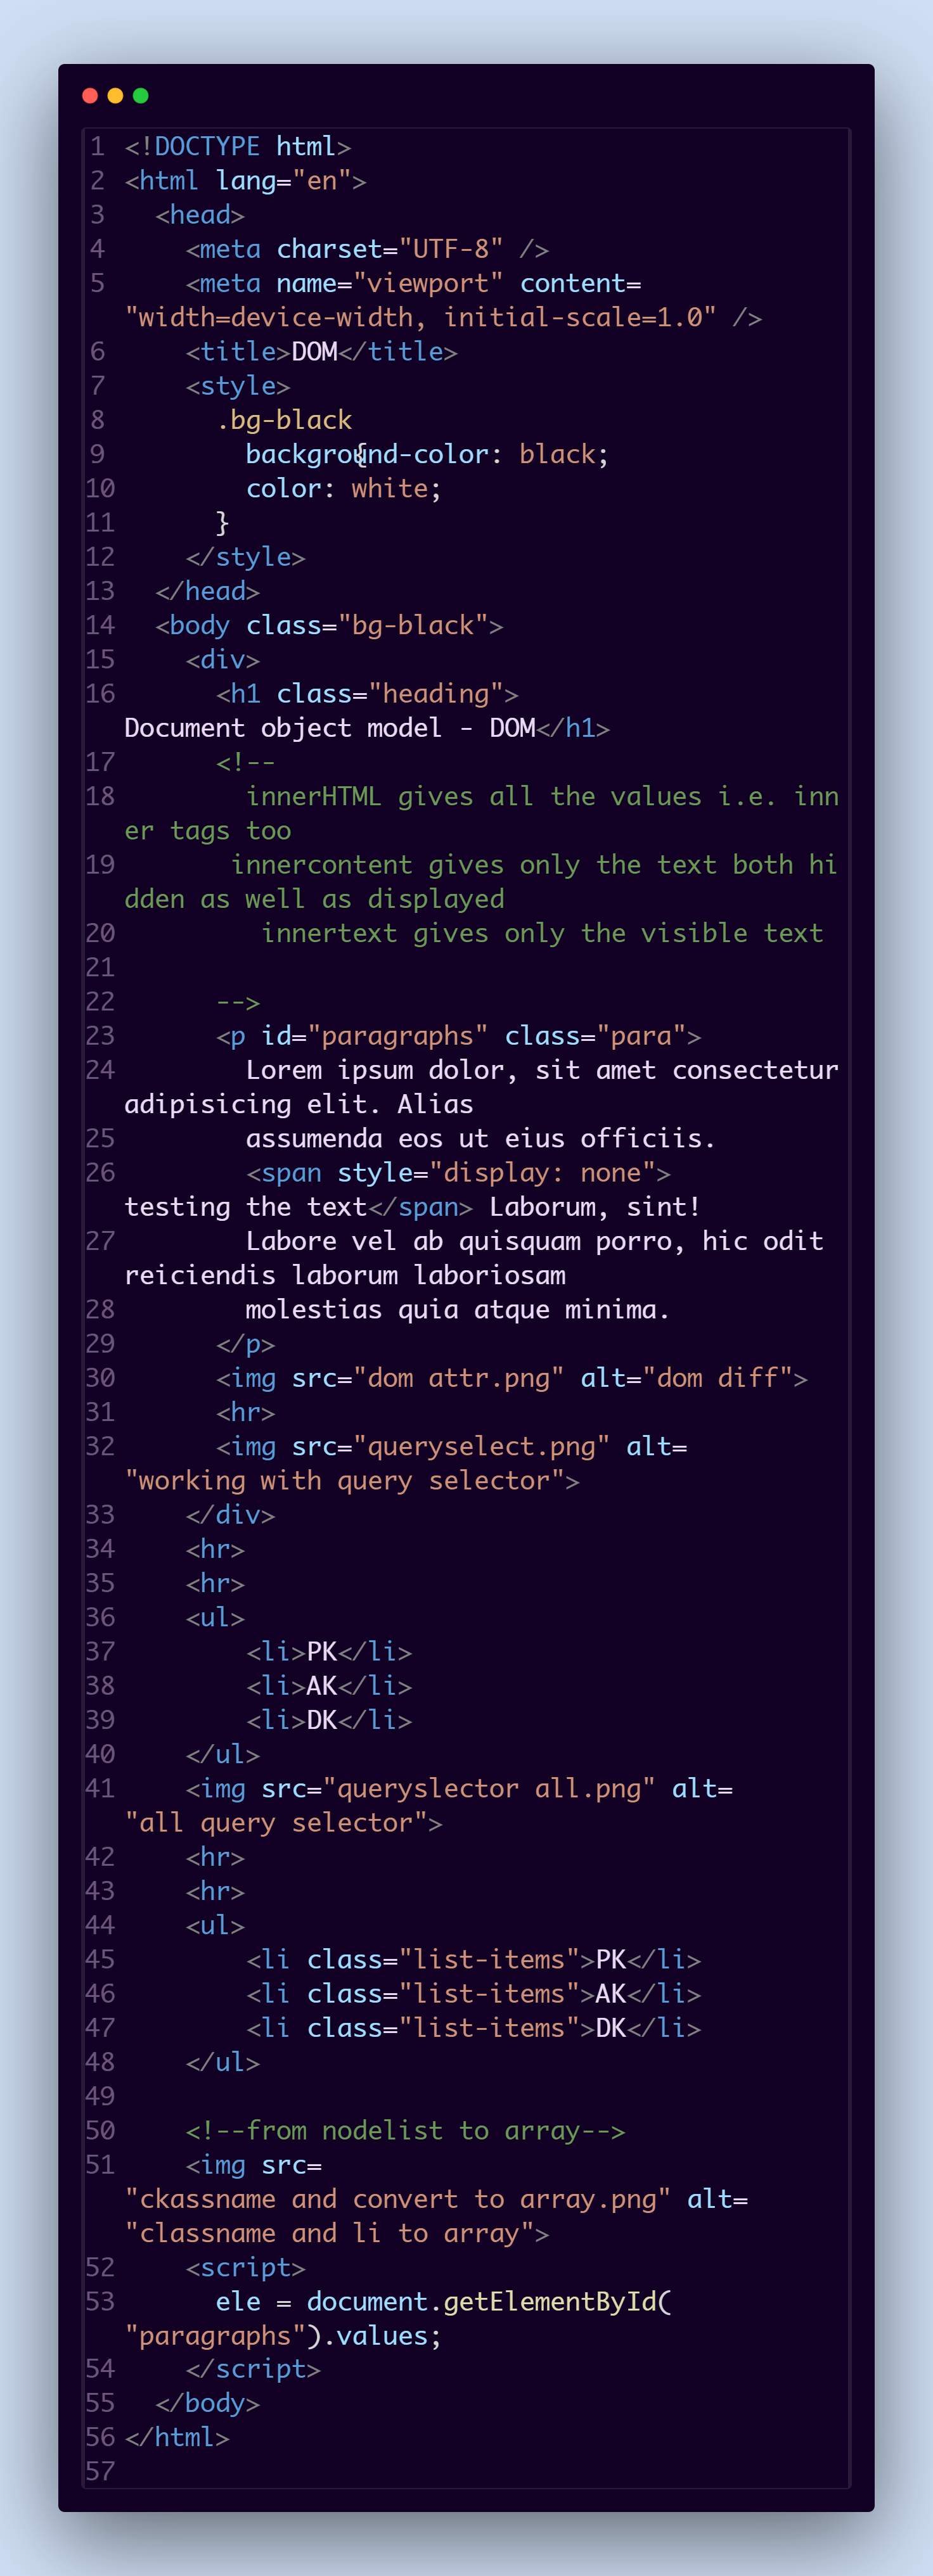 1 <!DOCTYPE html>
2 <html lang="en">
3   <head>
4     <meta charset="UTF-8" />
5     <meta name="viewport" content=
"width=device-width, initial-scale=1.0" />
6     <title>DOM</title>
7     <style>
8       .bg-black
9         background-color: black;
{
10         color: white;
11       }
12     </style>
13   </head>
14   <body class="bg-black">
15     <div>
16       <h1 class="heading">
Document object model - DOM</h1>
17       <!--
18         innerHTML gives all the values i.e. inn
er tags too
19        innercontent gives only the text both hi
dden as well as displayed
20          innertext gives only the visible text
21
22       -->
23       <p id="paragraphs" class="para">
24         Lorem ipsum dolor, sit amet consectetur
adipisicing elit. Alias
25         assumenda eos ut eius officiis.
26         <span style="display: none">
testing the text</span> Laborum, sint!
27         Labore vel ab quisquam porro, hic odit
reiciendis laborum laboriosam
28         molestias quia atque minima.
29       </p>
30       <img src="dom attr.png" alt="dom diff">
31       <hr>
32       <img src="queryselect.png" alt=
"working with query selector">
33     </div>
34     <hr>
35     <hr>
36     <ul>
37         <li>PK</li>
38         <li>AK</li>
39         <li>DK</li>
40     </ul>
41     <img src="queryslector all.png" alt=
"all query selector">
42     <hr>
43     <hr>
44     <ul>
45         <li class="list-items">PK</li>
46         <li class="list-items">AK</li>
47         <li class="list-items">DK</li>
48     </ul>
49
50     <!--from nodelist to array-->
51     <img src=
"ckassname and convert to array.png" alt=
"classname and li to array">
52     <script>
53       ele = document.getElementById(
"paragraphs").values;
54     </script>
55   </body>
56 </html>
57